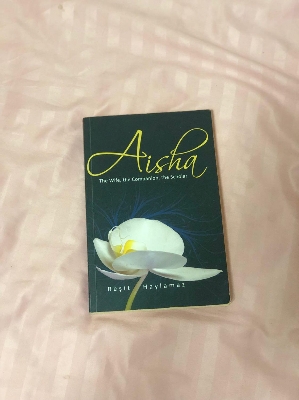 Aisha
The Wife, the Companion, the Scholar
Reşit Haylamaz